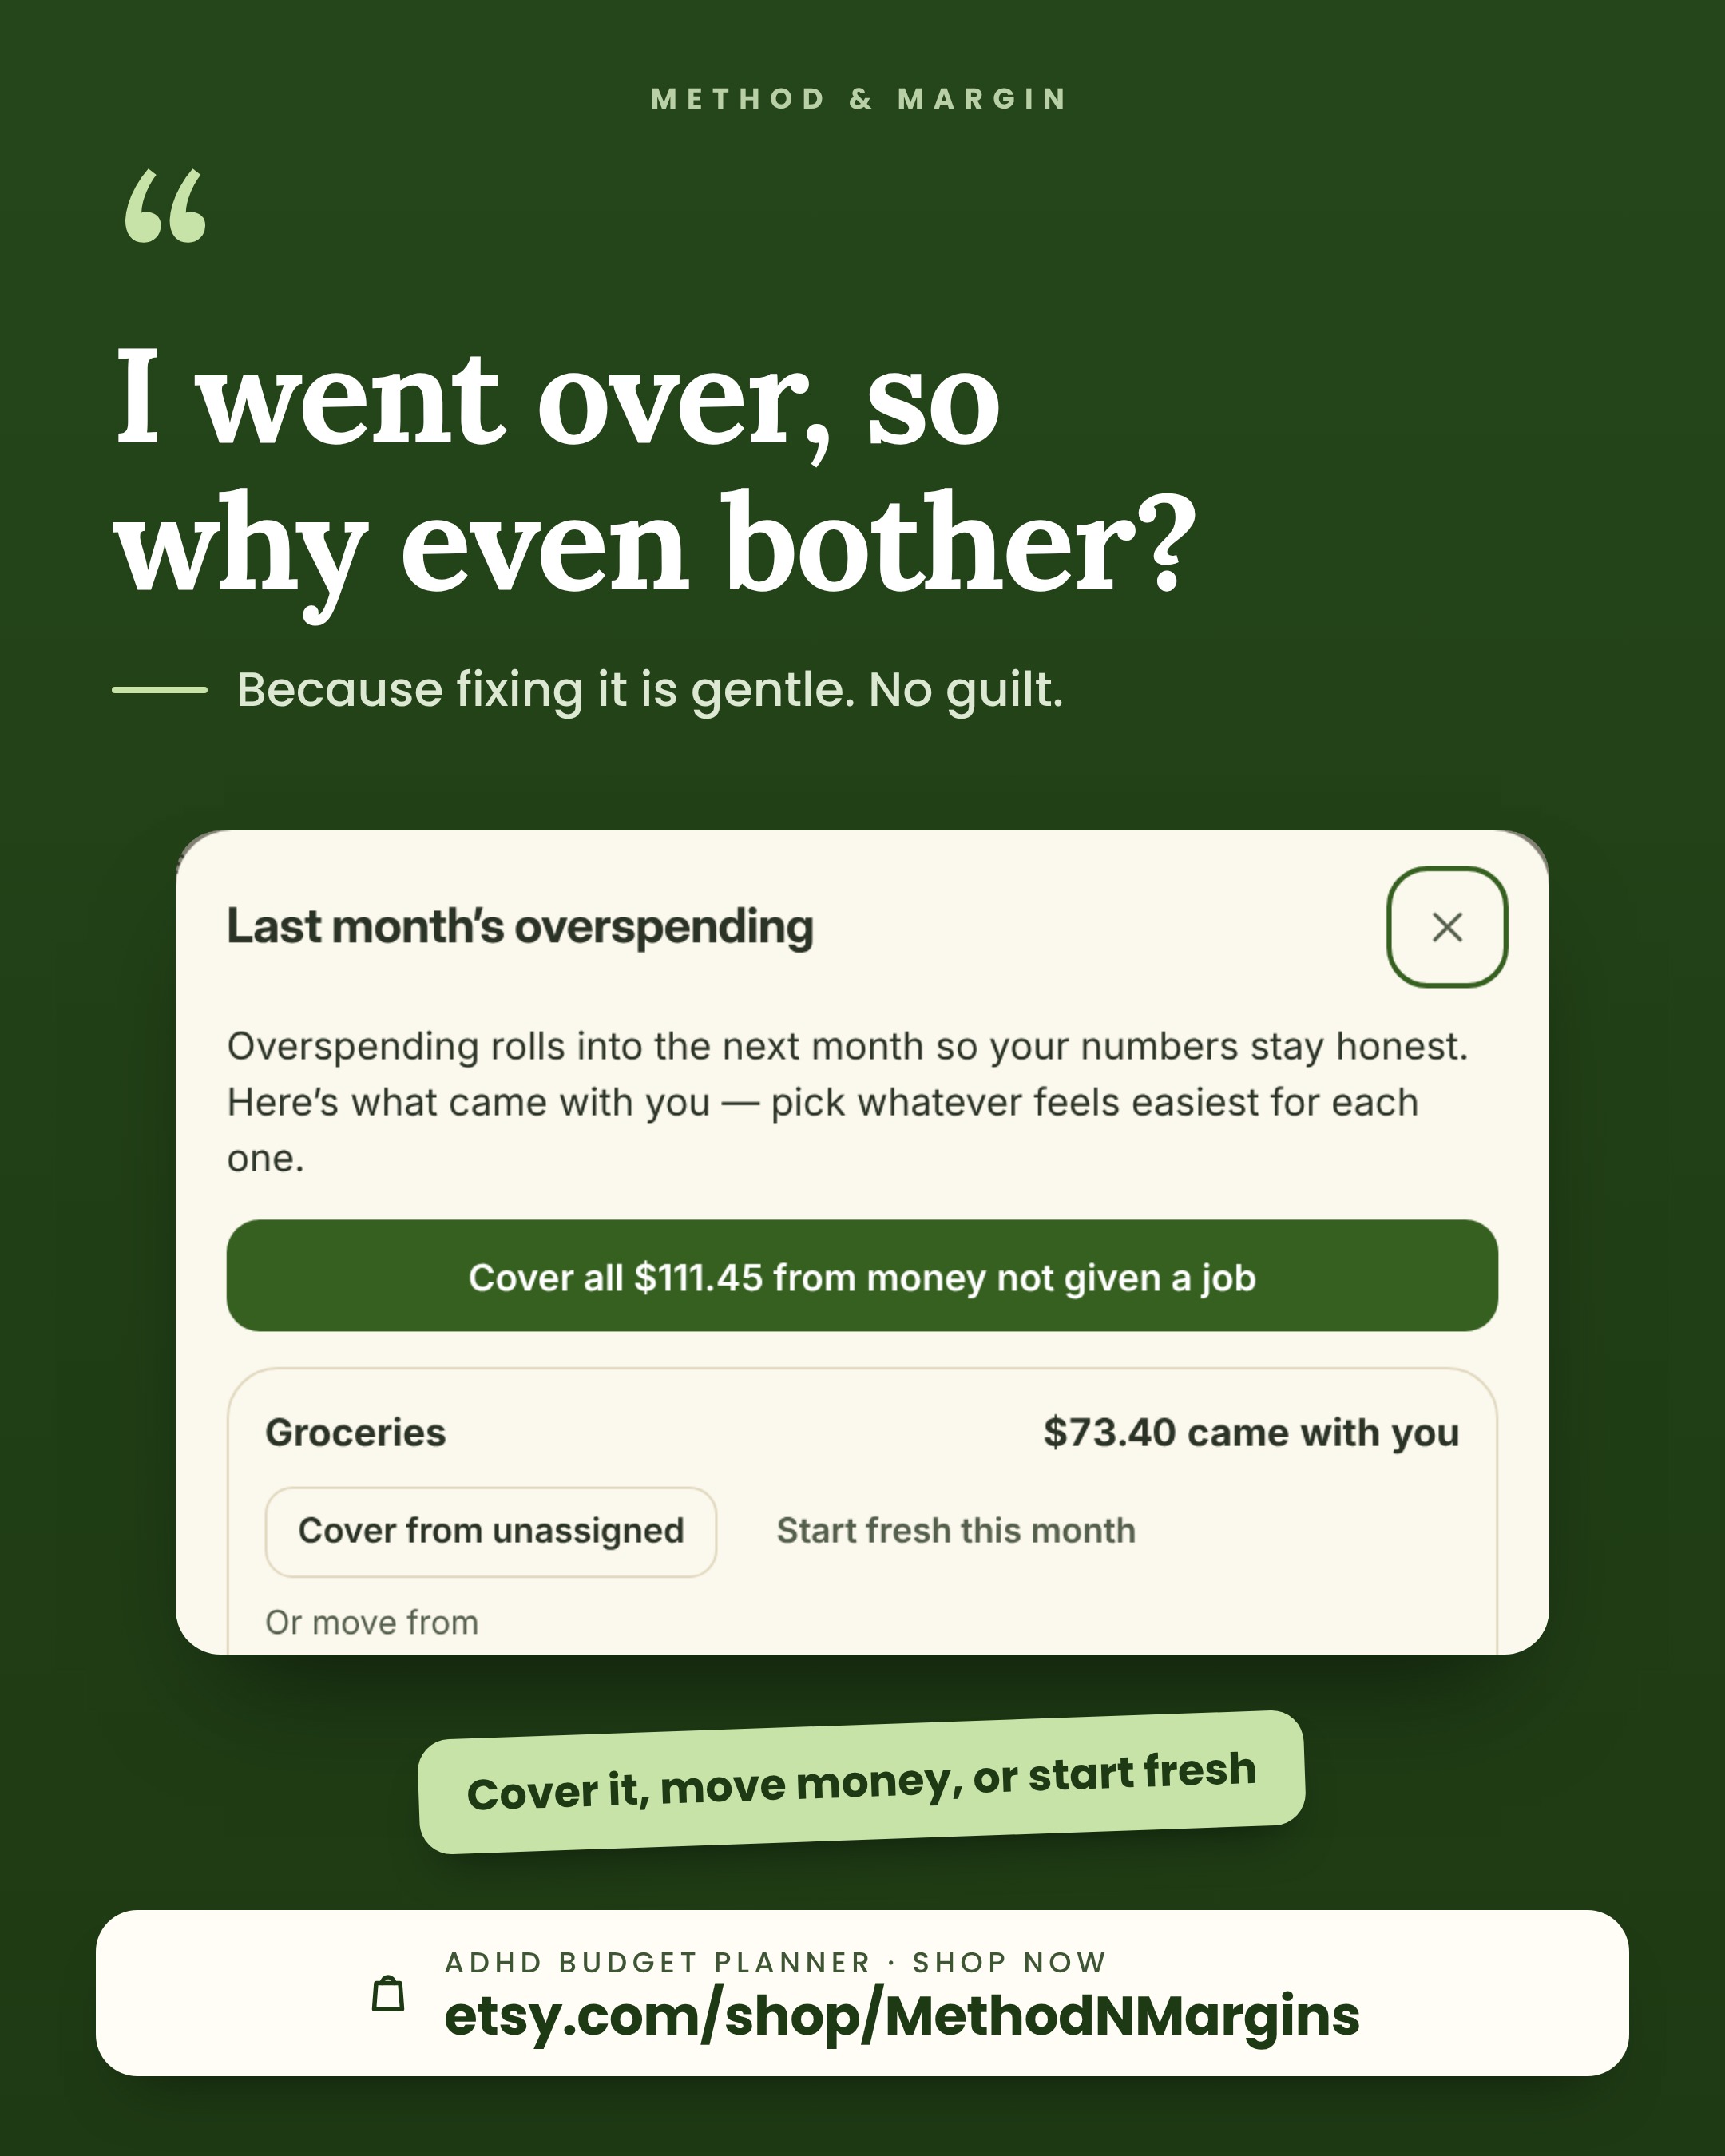 METHOD & MARGIN
“
I went over, so
why even bother?
Because fixing it is gentle. No guilt.
Last month’s overspending
Overspending rolls into the next month so your numbers stay honest.
Here’s what came with you — pick whatever feels easiest for each
one.
Cover all $111.45 from money not given a job
Groceries
$73.40 came with you
Cover from unassigned
Start fresh this month
Or move from
Cover it, move money, or start fresh
ADHD BUDGET PLANNER · SHOP NOW
etsy.com/shop/MethodNMargins